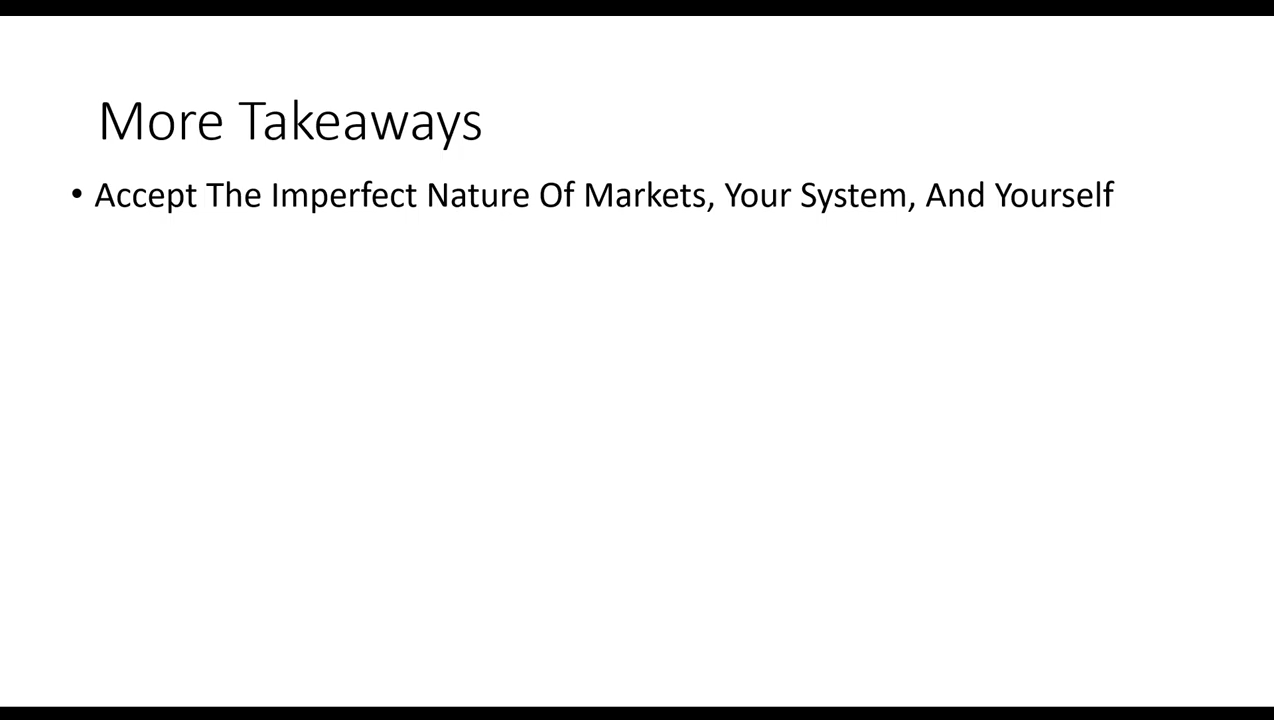 More Takeaways
• Accept The Imperfect Nature Of Markets, Your System, And Yourself